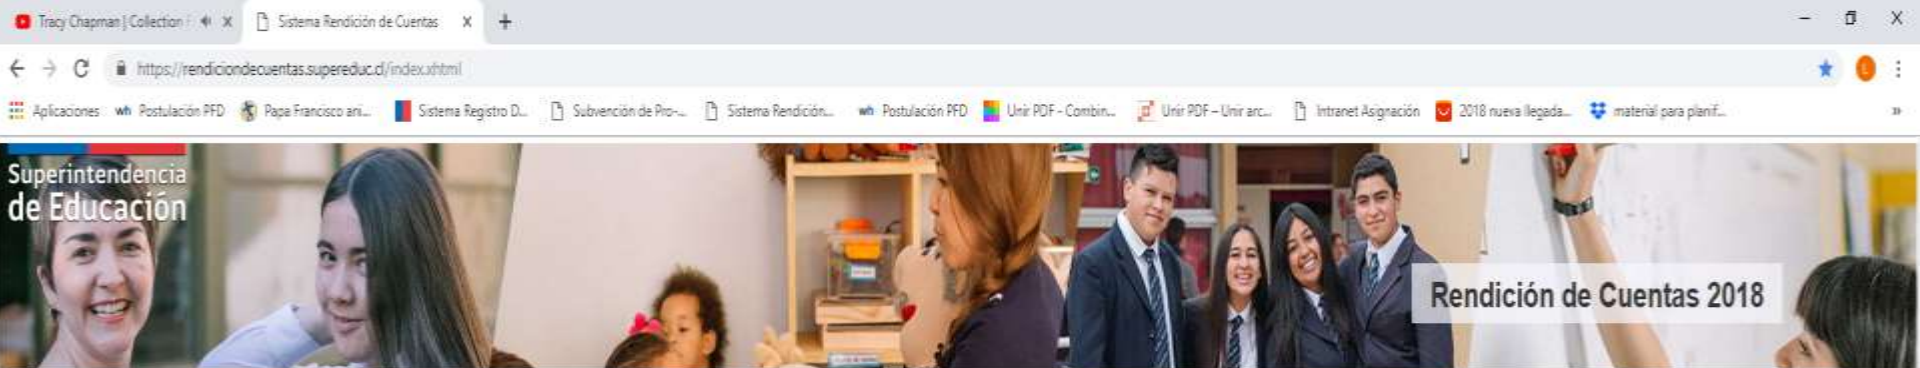 Tracy Chapman | Collection
Sistema Rendición de Cuentas
https://rendiciondecuentas.supereduc.cl/index.xhtml
Aplicaciones wh Postulación PFD Papa Francisco ani... Sistema Registro D... Subvención de Pro-... Sistema Rendición... wh Postulación PFD Unir PDF - Combin... Unir PDF – Unir arc... Intranet Asignación 2018 nueva llegada... material para planif...
Superintendencia
de Educación
Rendición de Cuentas 2018